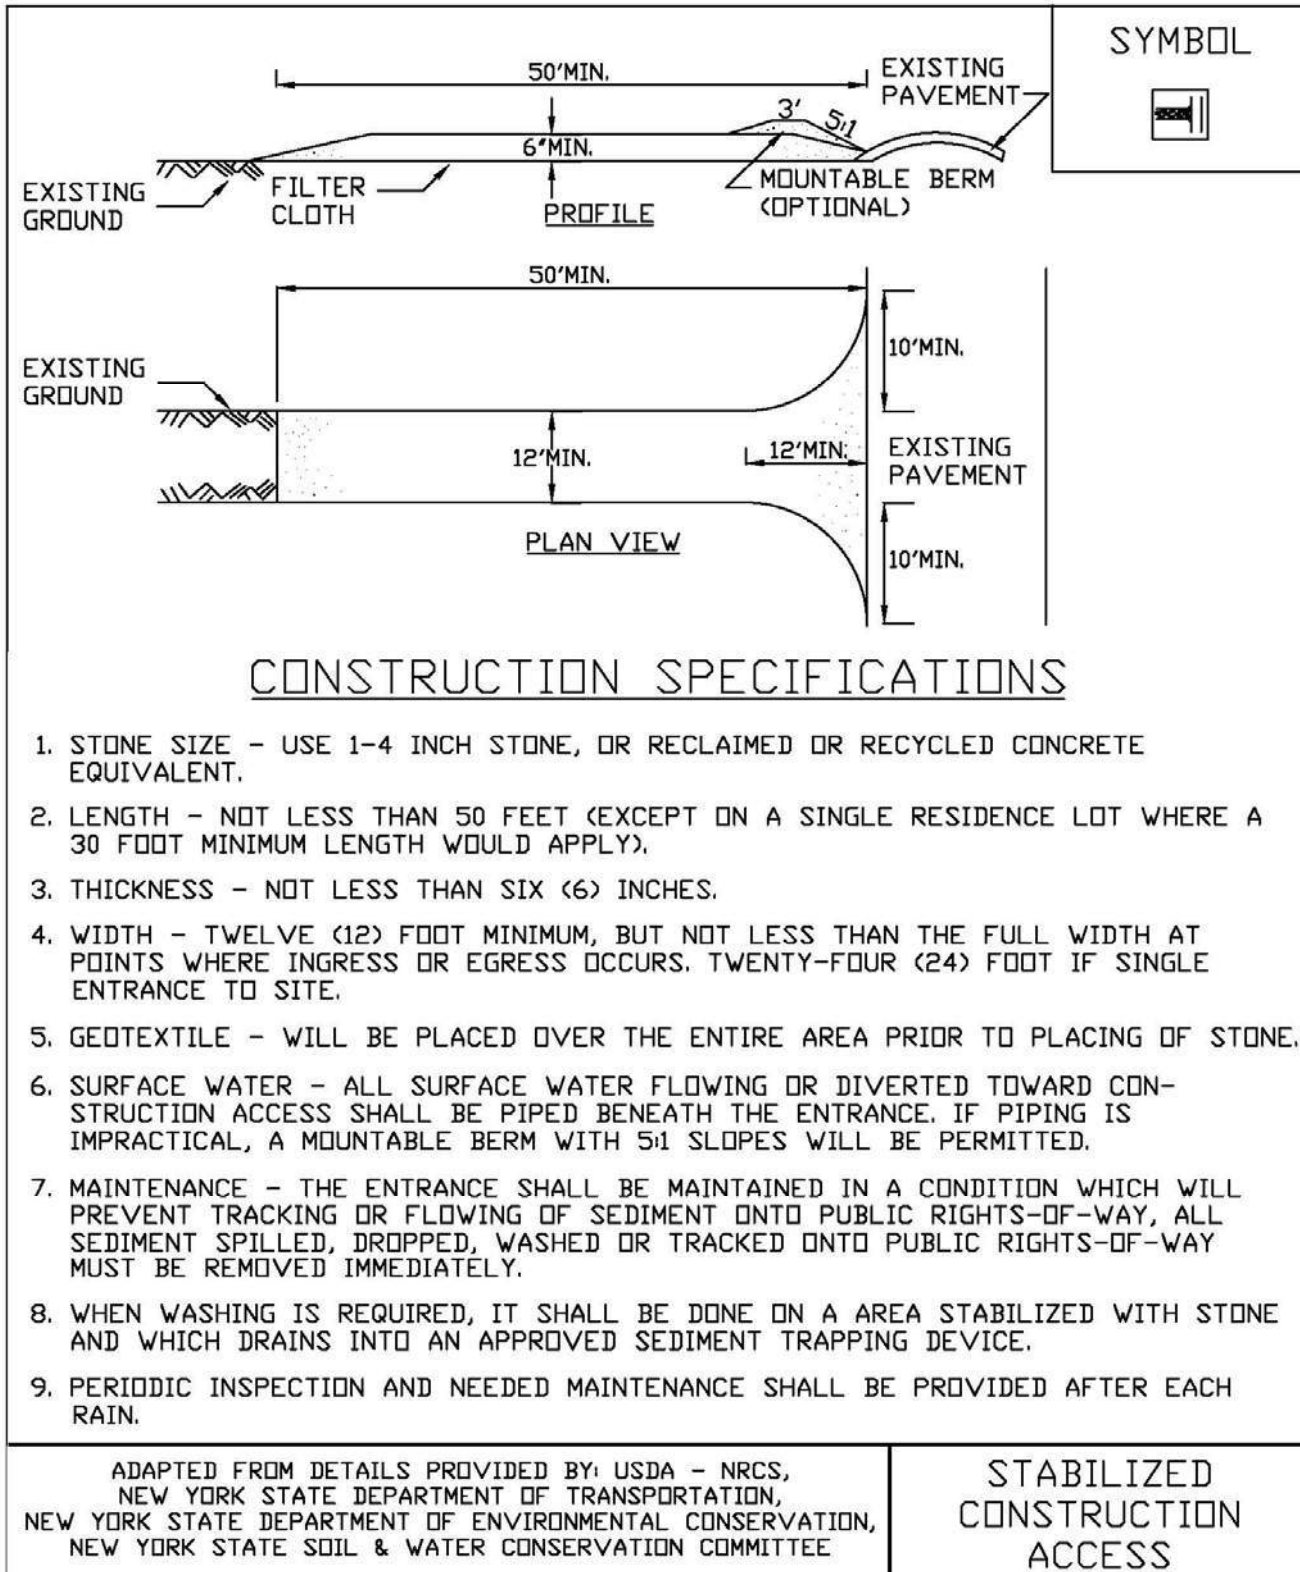 SYMBOL
50'MIN.
EXISTING
PAVEMENT
3'
5:1
6"MIN.
EXISTING
GROUND
FILTER
CLOTH
PROFILE
MOUNTABLE BERM
(OPTIONAL)
50'MIN.
10'MIN.
EXISTING
GROUND
12'MIN.
12'MIN.
EXISTING
PAVEMENT
PLAN VIEW
10'MIN.
CONSTRUCTION SPECIFICATIONS
1. STONE SIZE - USE 1-4 INCH STONE, OR RECLAIMED OR RECYCLED CONCRETE
EQUIVALENT.
2. LENGTH - NOT LESS THAN 50 FEET (EXCEPT ON A SINGLE RESIDENCE LOT WHERE A
30 FOOT MINIMUM LENGTH WOULD APPLY).
3. THICKNESS - NOT LESS THAN SIX (6) INCHES.
4. WIDTH - TWELVE (12) FOOT MINIMUM, BUT NOT LESS THAN THE FULL WIDTH AT
POINTS WHERE INGRESS OR EGRESS OCCURS. TWENTY-FOUR (24) FOOT IF SINGLE
ENTRANCE TO SITE.
5. GEOTEXTILE - WILL BE PLACED OVER THE ENTIRE AREA PRIOR TO PLACING OF STONE.
6. SURFACE WATER - ALL SURFACE WATER FLOWING OR DIVERTED TOWARD CON-
STRUCTION ACCESS SHALL BE PIPED BENEATH THE ENTRANCE. IF PIPING IS
IMPRACTICAL, A MOUNTABLE BERM WITH 5:1 SLOPES WILL BE PERMITTED.
7. MAINTENANCE - THE ENTRANCE SHALL BE MAINTAINED IN A CONDITION WHICH WILL
PREVENT TRACKING OR FLOWING OF SEDIMENT ONTO PUBLIC RIGHTS-OF-WAY, ALL
SEDIMENT SPILLED, DROPPED, WASHED OR TRACKED ONTO PUBLIC RIGHTS-OF-WAY
MUST BE REMOVED IMMEDIATELY.
8. WHEN WASHING IS REQUIRED, IT SHALL BE DONE ON A AREA STABILIZED WITH STONE
AND WHICH DRAINS INTO AN APPROVED SEDIMENT TRAPPING DEVICE.
9. PERIODIC INSPECTION AND NEEDED MAINTENANCE SHALL BE PROVIDED AFTER EACH
RAIN.
ADAPTED FROM DETAILS PROVIDED BY: USDA - NRCS,
NEW YORK STATE DEPARTMENT OF TRANSPORTATION,
NEW YORK STATE DEPARTMENT OF ENVIRONMENTAL CONSERVATION,
NEW YORK STATE SOIL & WATER CONSERVATION COMMITTEE
STABILIZED
CONSTRUCTION
ACCESS